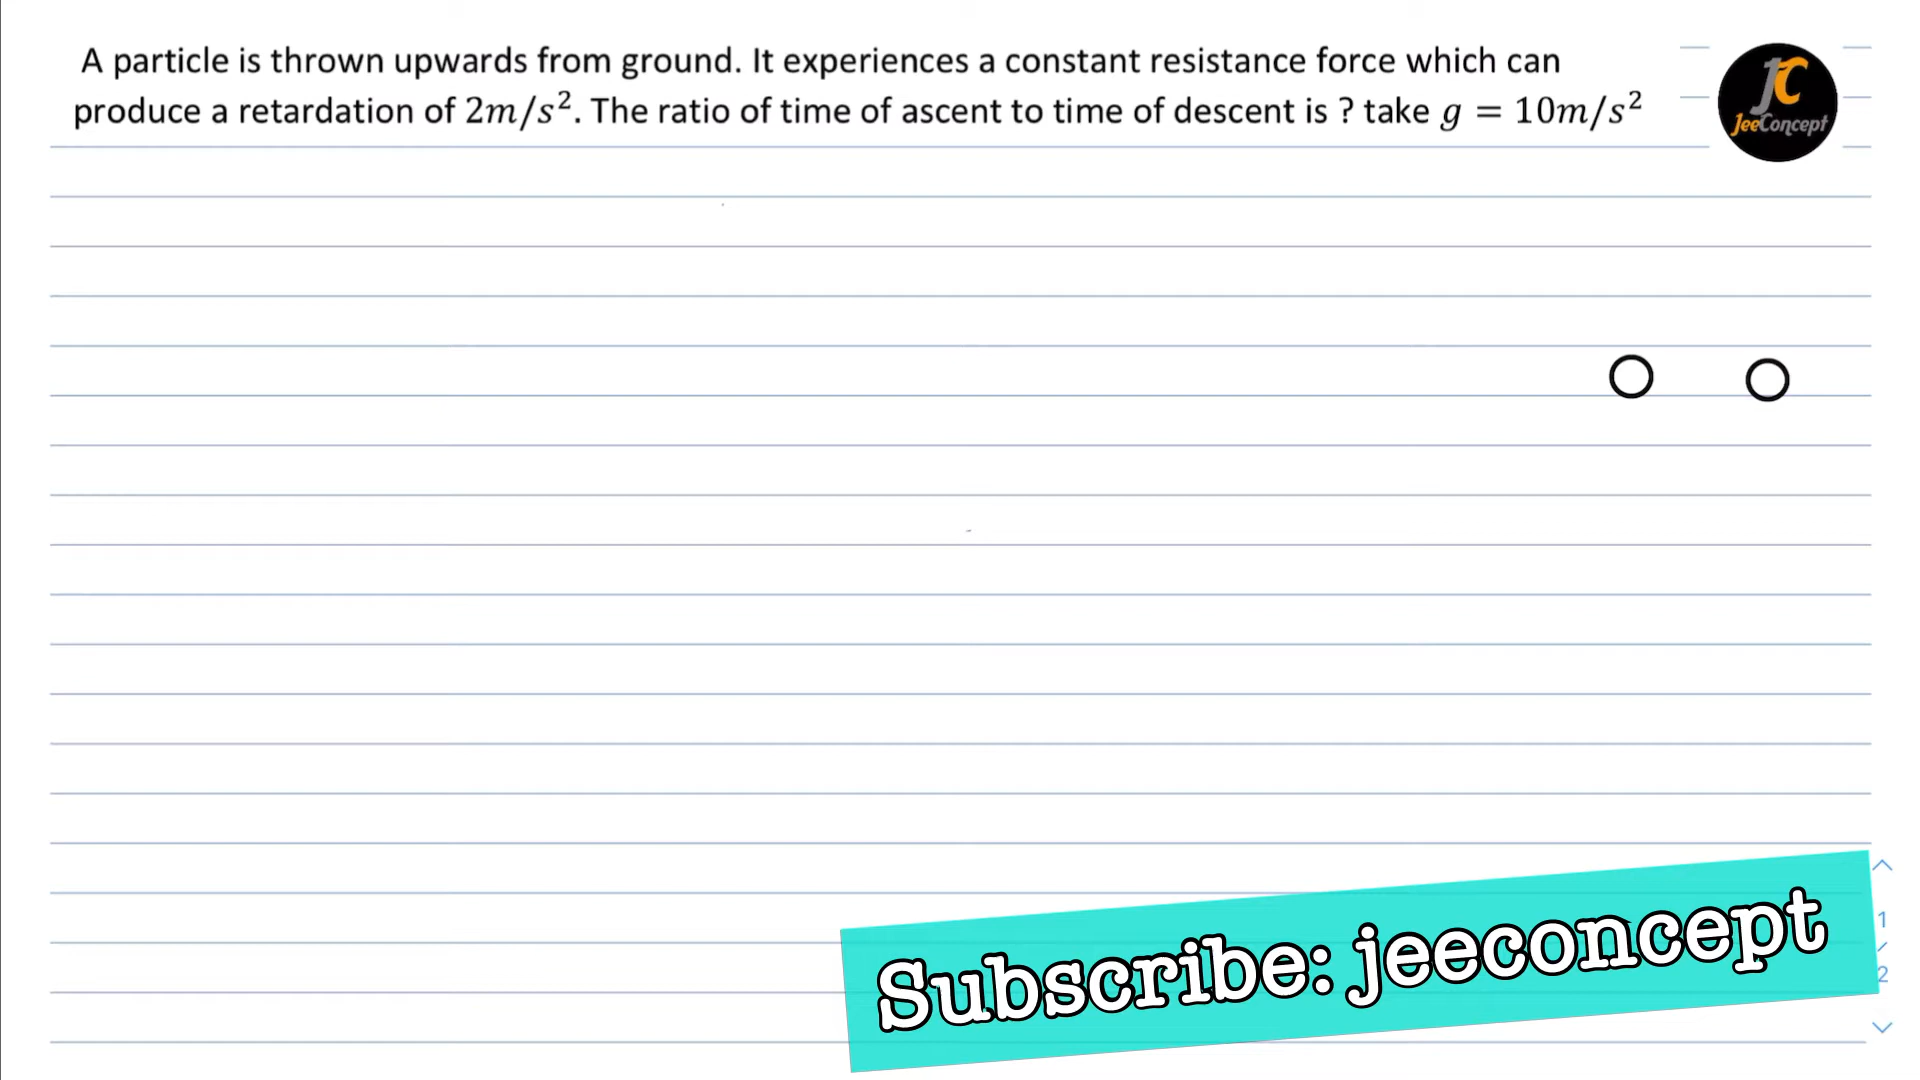 A particle is thrown upwards from ground. It experiences a constant resistance force which can
produce a retardation of 2m/s². The ratio of time of ascent to time of descent is ? take g = 10m/s²
JC
JeeConcept
Subscribe: jeeconcept
1
/
2